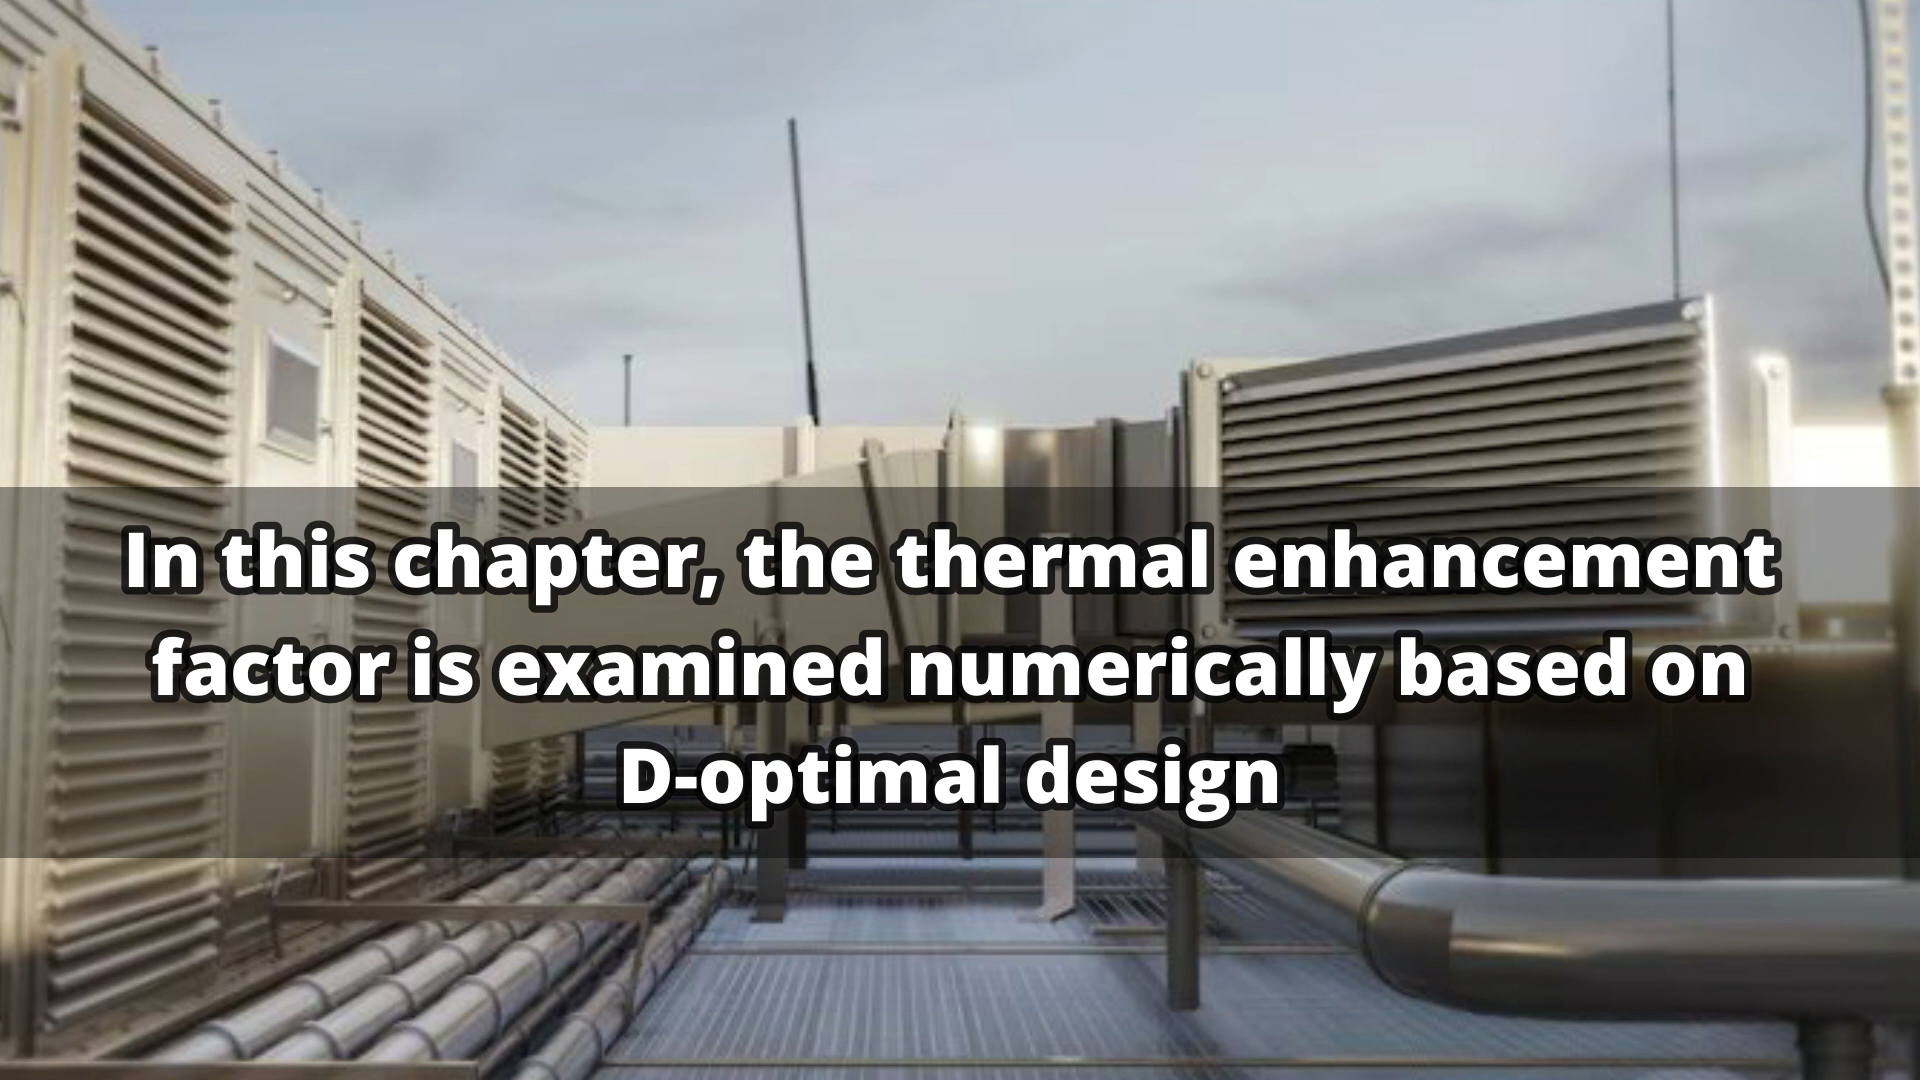 In this chapter, the thermal enhancement
factor is examined numerically based on
D-optimal design